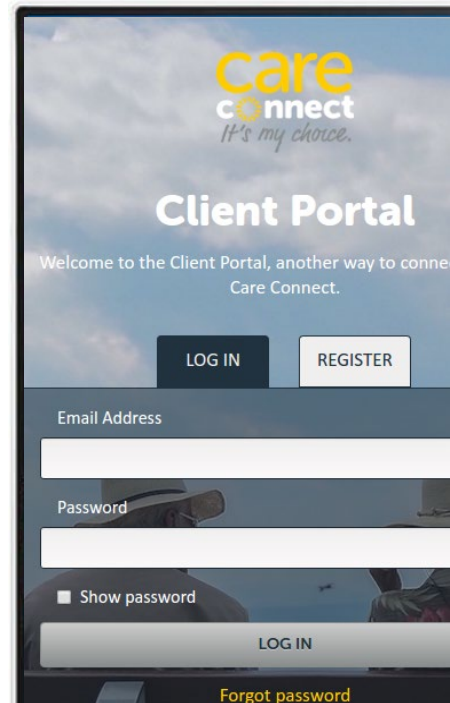 care
connect
It's my choice.
Client Portal
Welcome to the Client Portal, another way to
Care Connect.
LOG IN REGISTER
Email Address
Password
Show password
LOG IN
Forgot password